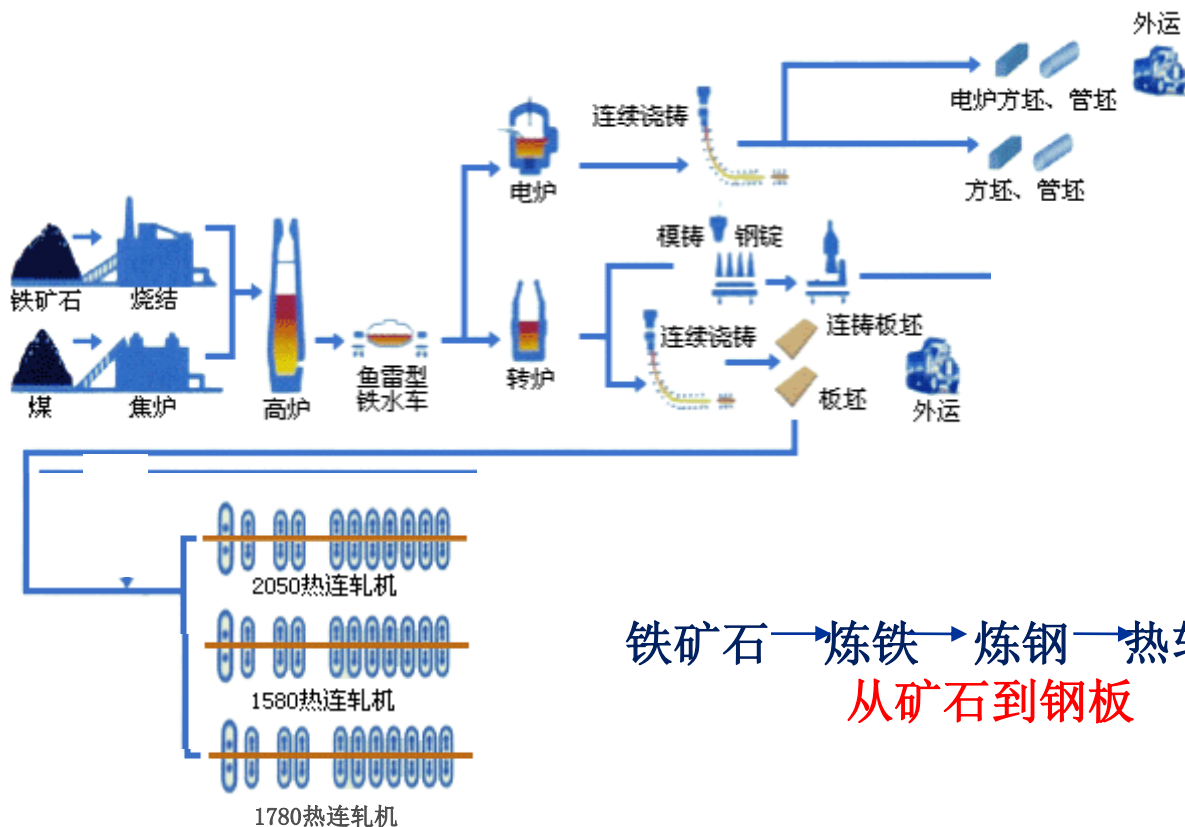 外运
连续浇铸
电炉方坯、管坯
电炉
方坯、管坯
模铸 钢锭
铁矿石
烧结
连铸板坯
连续浇铸
鱼雷型
铁水车
转炉
板坯
煤
焦炉
高炉
外运
2050热连轧机
1580热连轧机
1780热连轧机
铁矿石 炼铁 炼钢 热
从矿石到钢板